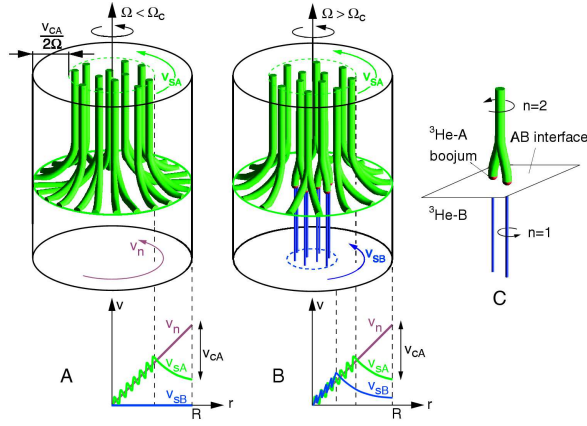 Ω < Ωc
Ω > Ωc
vCA
2Ω
vsA
vsA
n=2
³He-A
boojum
AB interface
³He-B
n=1
vn
vsB
C
v
v
vn
vn
vCA
vCA
A
vsA
B
vsA
vsB
vsB
R
r
R
r